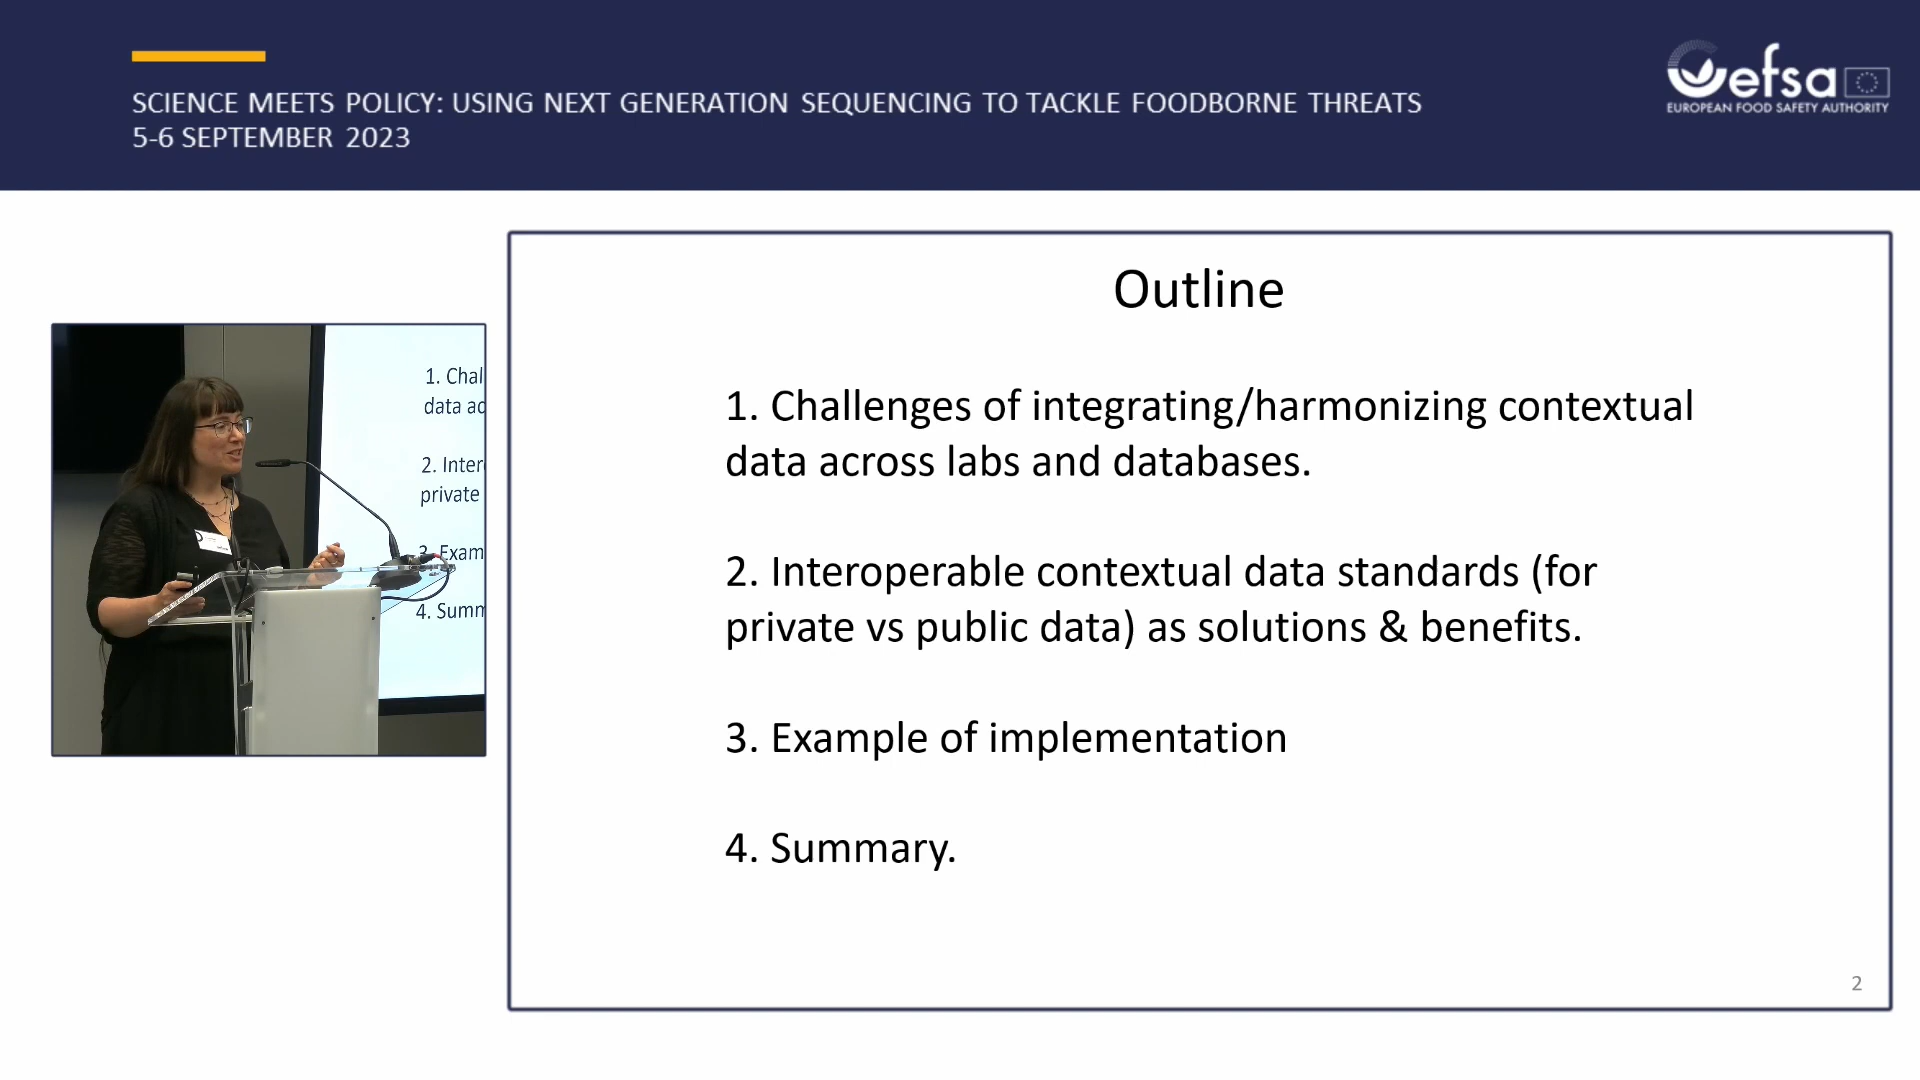 SCIENCE MEETS POLICY: USING NEXT GENERATION SEQUENCING TO TACKLE FOODBORNE THREATS
5-6 SEPTEMBER 2023
efsa
EUROPEAN FOOD SAFETY AUTHORITY
1. Chal
data ac
2. Inter
private
3. Exam
4. Summ
Outline
1. Challenges of integrating/harmonizing contextual
data across labs and databases.
2. Interoperable contextual data standards (for
private vs public data) as solutions & benefits.
3. Example of implementation
4. Summary.
2